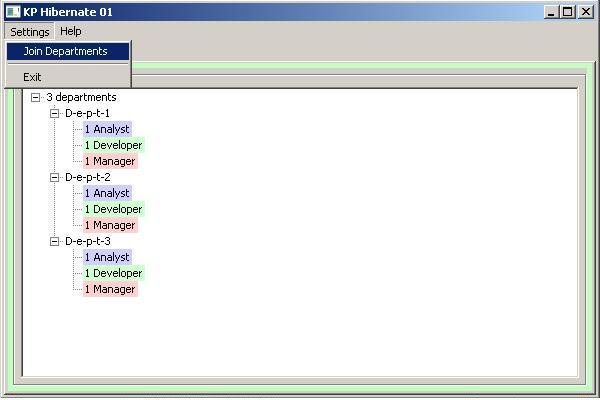 KP Hibernate 01
Settings Help
Join Departments
Exit
3 departments
D-e-p-t-1
1 Analyst
1 Developer
1 Manager
D-e-p-t-2
1 Analyst
1 Developer
1 Manager
D-e-p-t-3
1 Analyst
1 Developer
1 Manager